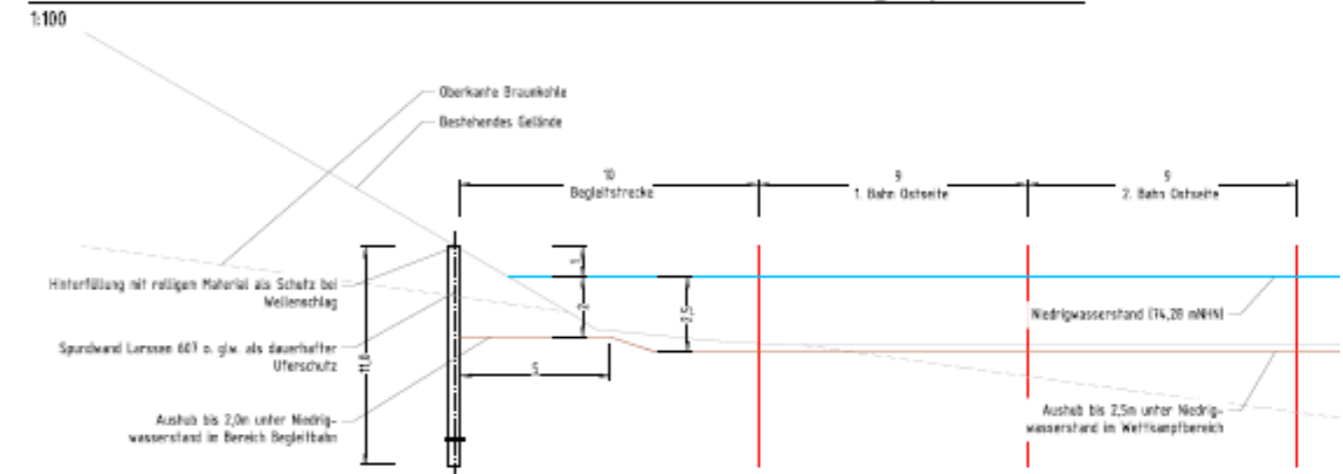 1:100
Oberkante Braunkohle
Bestehendes Gelände
10
Begleitstrecke
9
1. Bahn Ostseite
9
2. Bahn Ostseite
Hinterfüllung mit rolligem Material als Schutz bei
Wellenschlag
1
2
2,5
Niedrigwasserstand (74,28 mNHN)
Spundwand Larssen 607 o. glw. als dauerhafter
Uferschutz
11,0
5
Aushub bis 2,0m unter Niedrig-
wasserstand im Bereich Begleitbahn
Aushub bis 2,5m unter Niedrig-
wasserstand im Wettkampfbereich